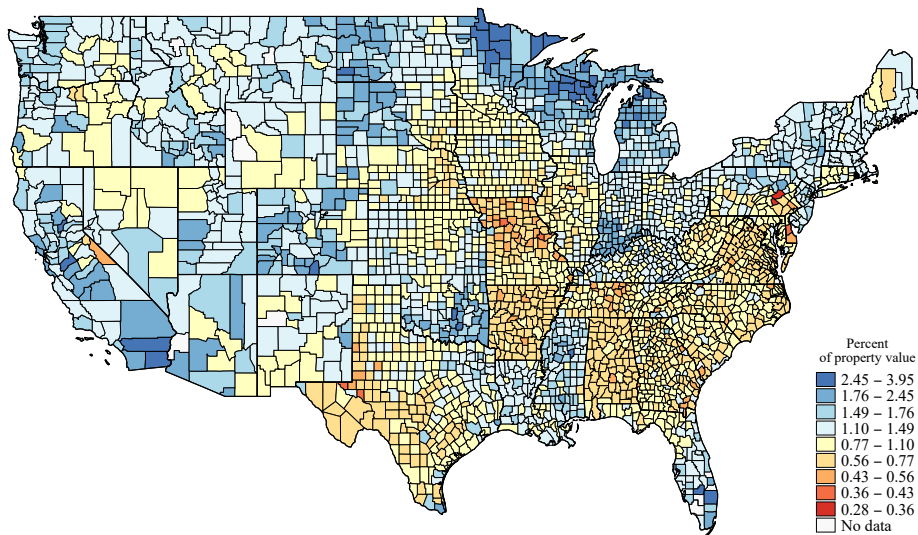 Percent
of property value
2.45 – 3.95
1.76 – 2.45
1.49 – 1.76
1.10 – 1.49
0.77 – 1.10
0.56 – 0.77
0.43 – 0.56
0.36 – 0.43
0.28 – 0.36
No data